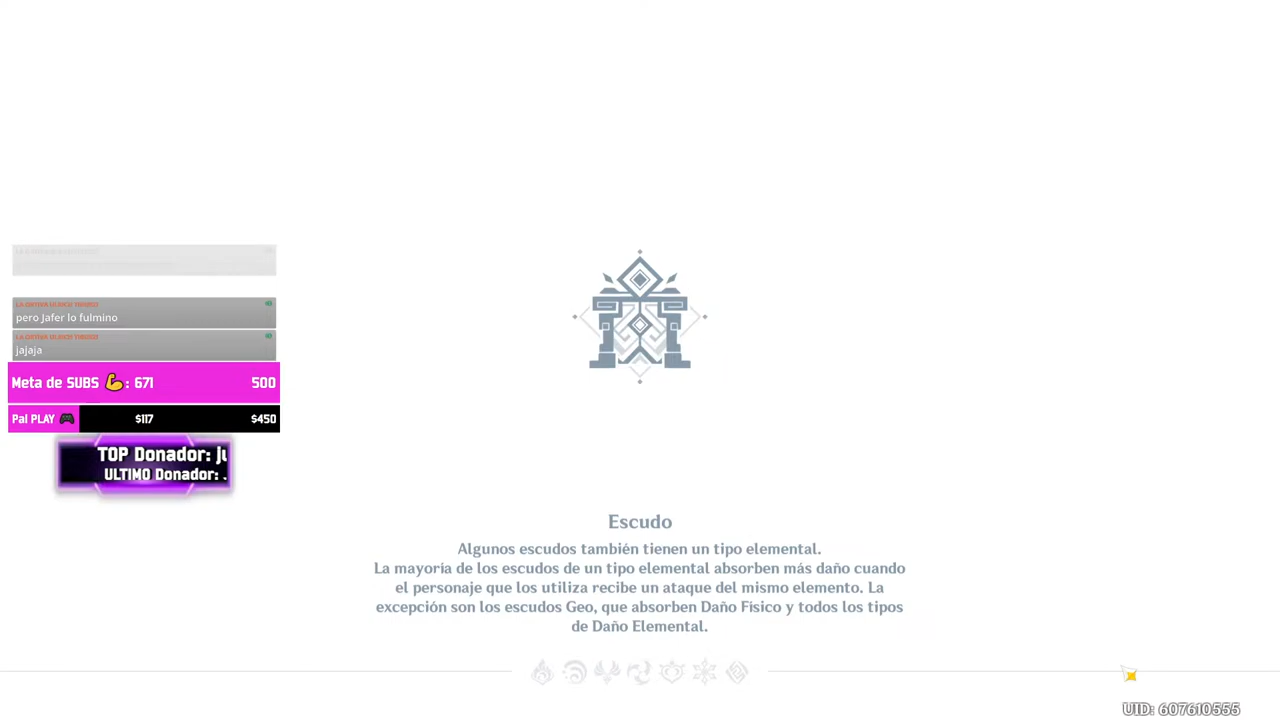 pero Jafer lo fulmino
jajaja
Meta de SUBS 💪: 671 500
Pal PLAY 🎮 $117 $450
TOP Donador: ju
ULTIMO Donador: .
Escudo
Algunos escudos también tienen un tipo elemental.
La mayoría de los escudos de un tipo elemental absorben más daño cuando
el personaje que los utiliza recibe un ataque del mismo elemento. La
excepción son los escudos Geo, que absorben Daño Físico y todos los tipos
de Daño Elemental.
UID: 607610555